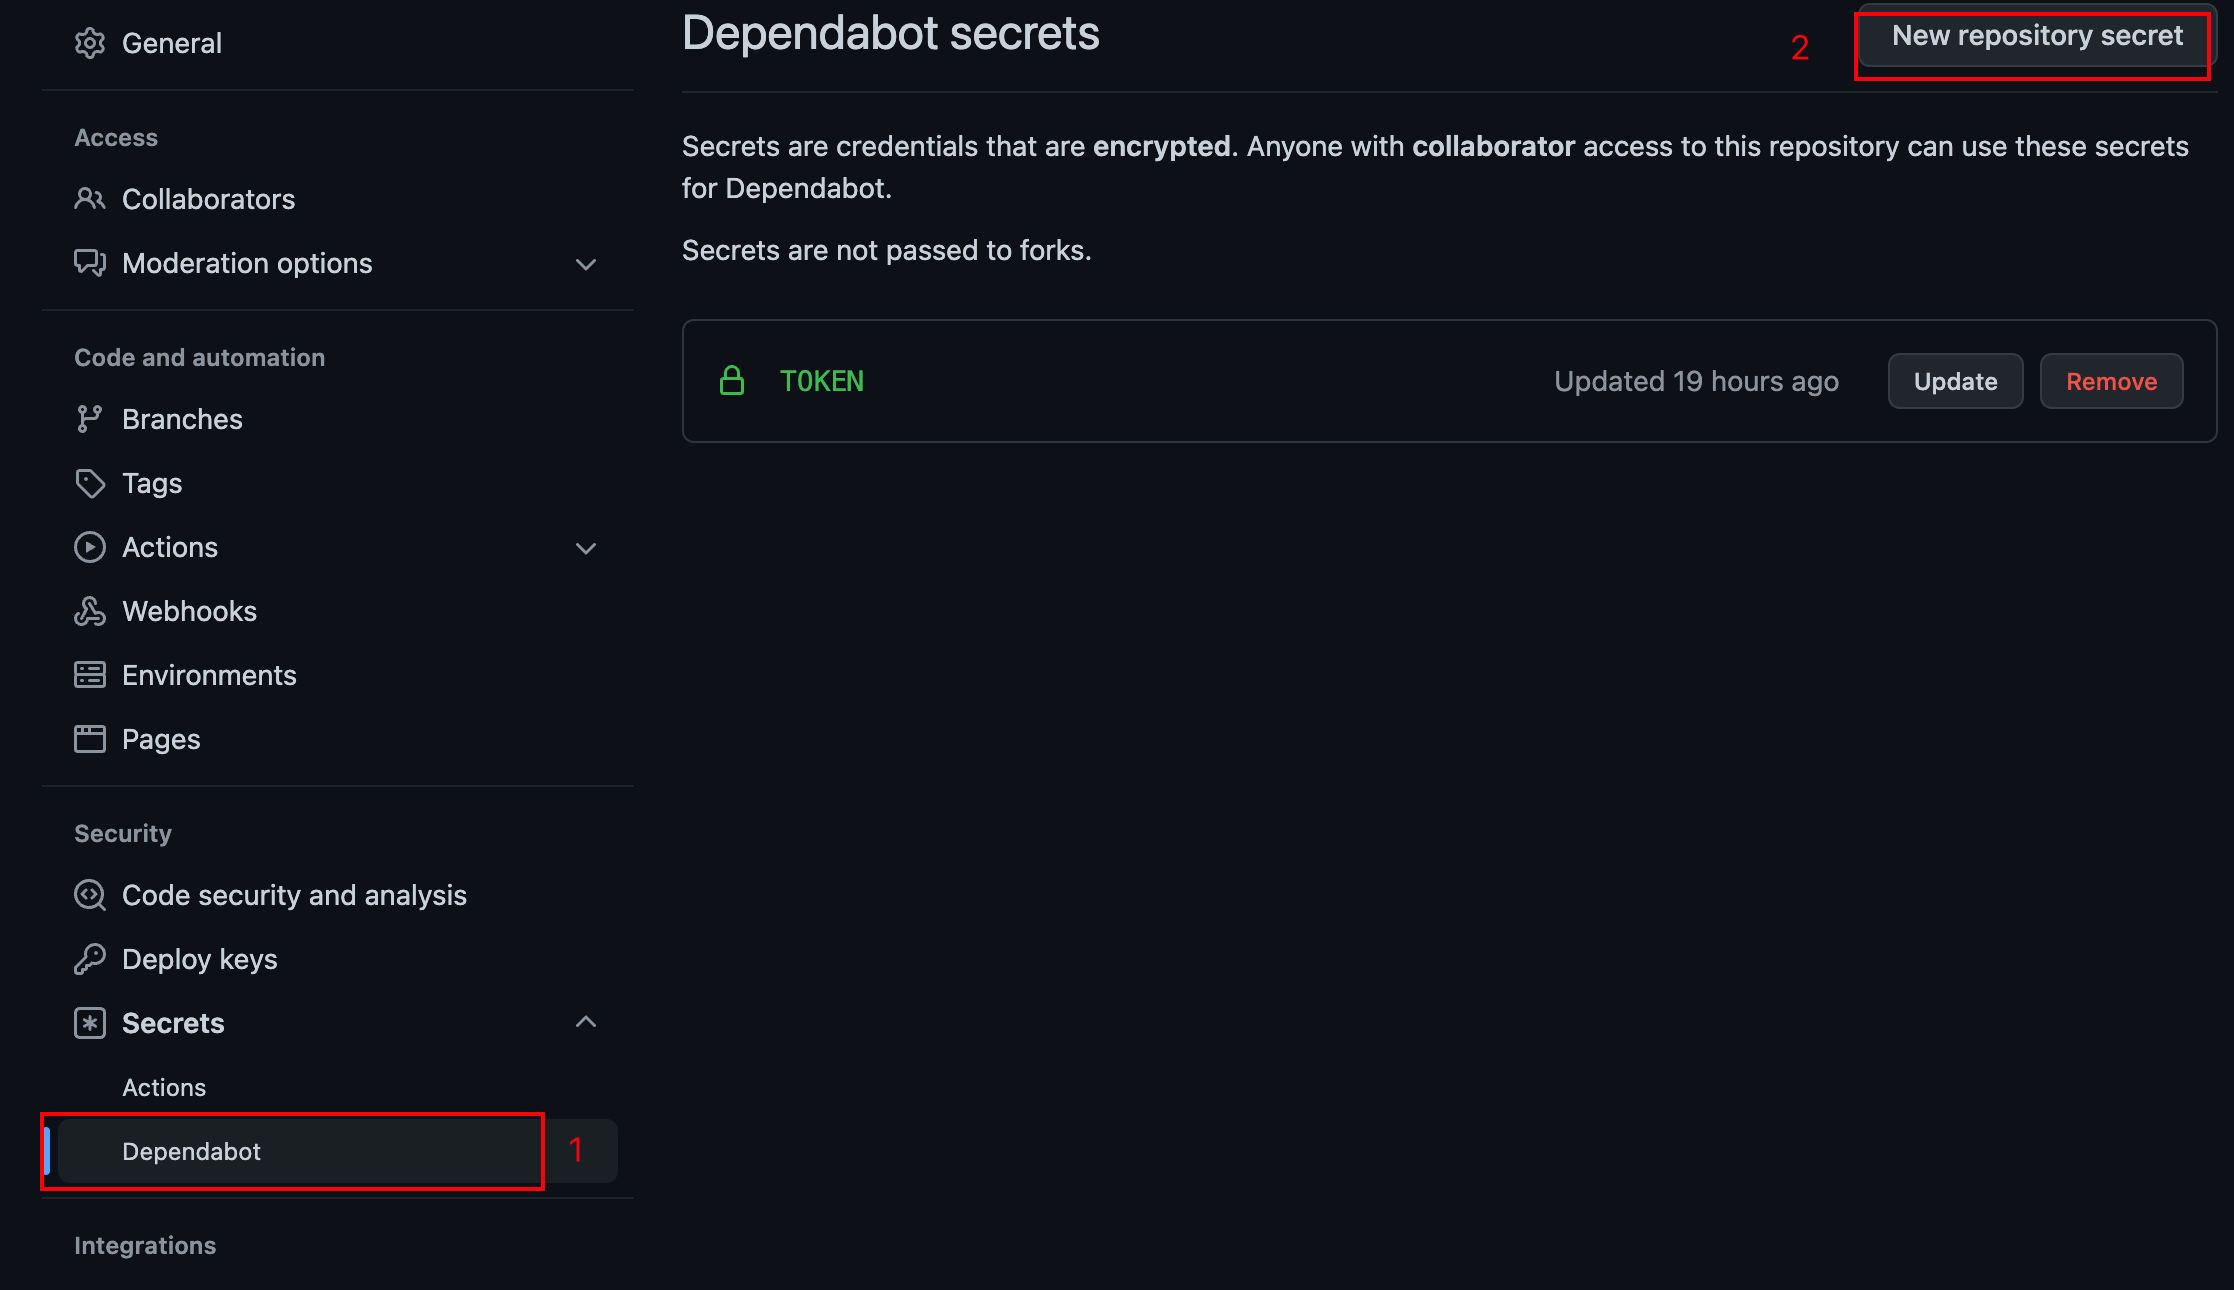 General
Access
Collaborators
Moderation options
Code and automation
Branches
Tags
Actions
Webhooks
Environments
Pages
Security
Code security and analysis
Deploy keys
Secrets
Actions
Dependabot 1
Integrations
Dependabot secrets
2 New repository secret
Secrets are credentials that are encrypted. Anyone with collaborator access to this repository can use these secrets
for Dependabot.
Secrets are not passed to forks.
TOKEN Updated 19 hours ago Update Remove